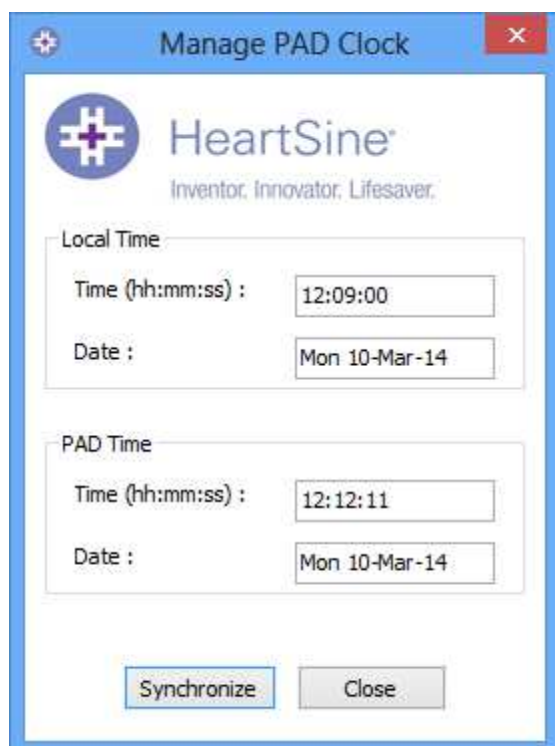 Manage PAD Clock
HeartSine
Inventor. Innovator. Lifesaver.
Local Time
Time (hh:mm:ss) : 12:09:00
Date : Mon 10-Mar-14
PAD Time
Time (hh:mm:ss) : 12:12:11
Date : Mon 10-Mar-14
Synchronize Close